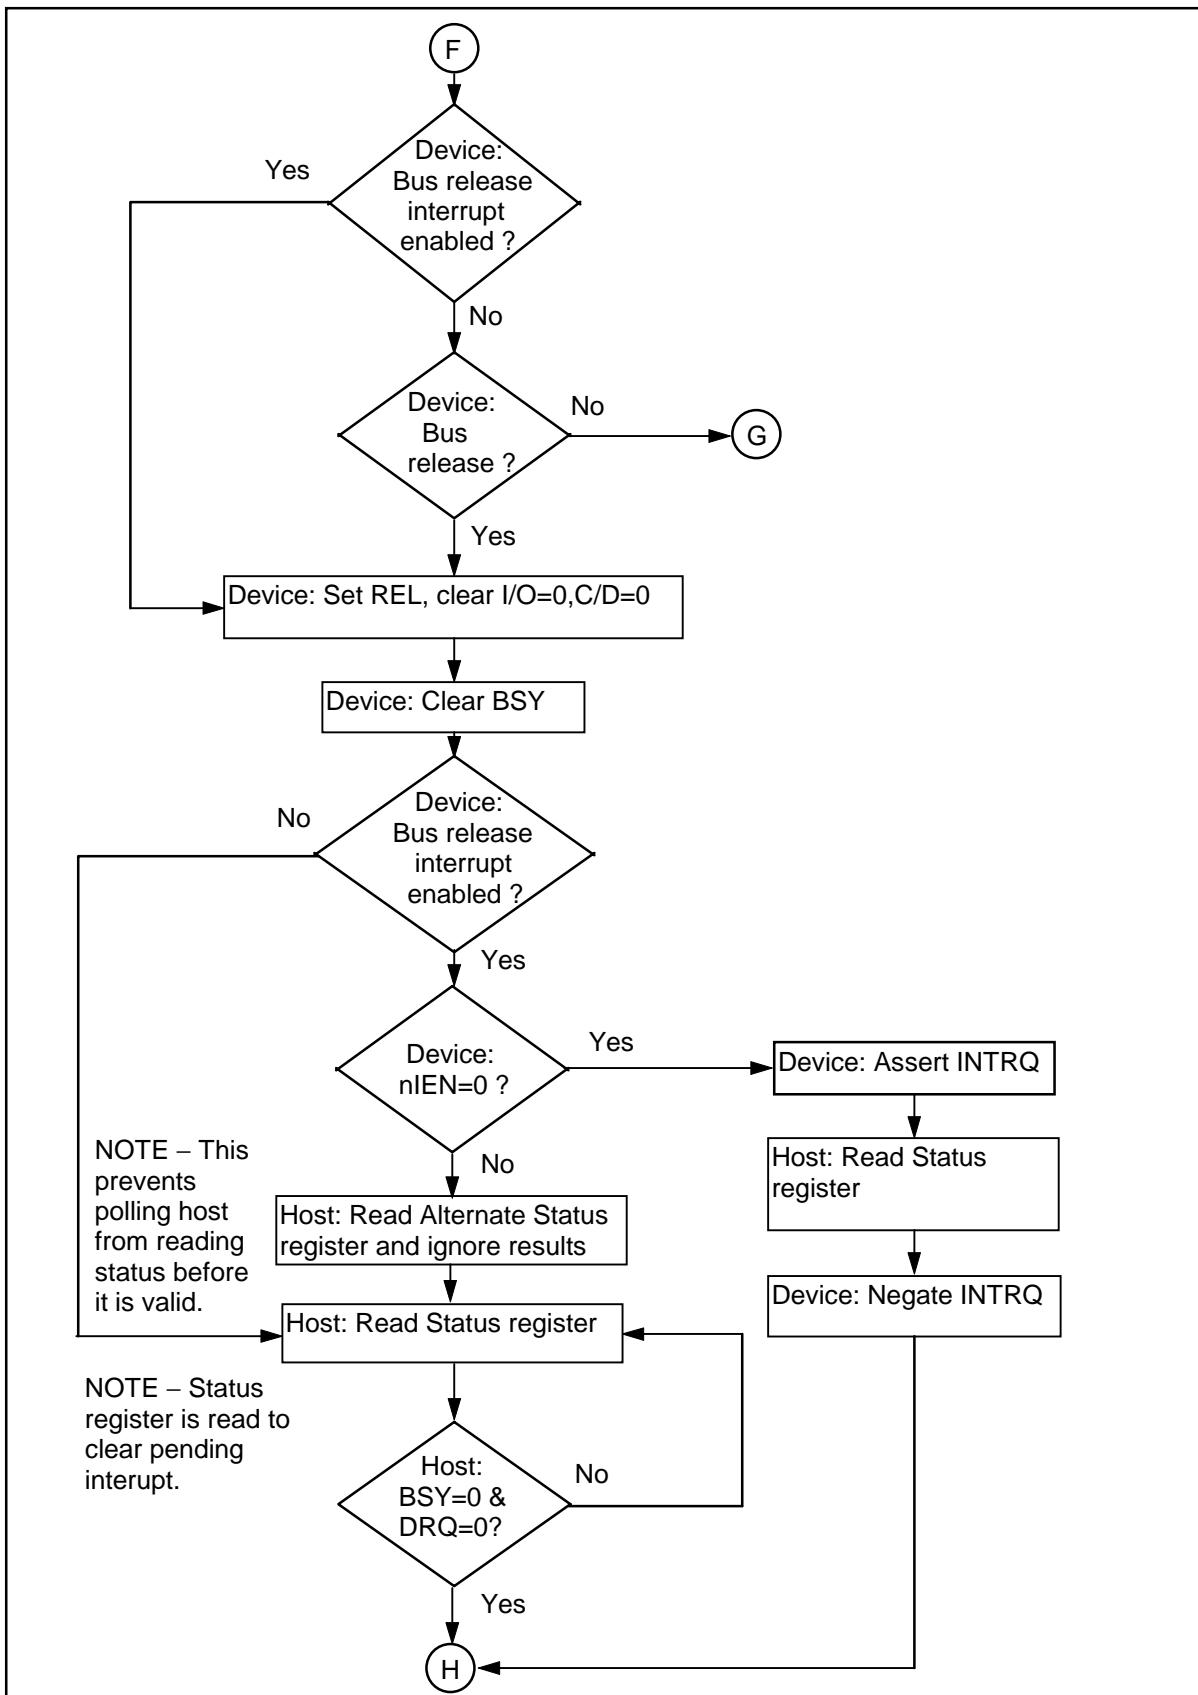 F
Device:
Bus release
interrupt
enabled ?
Yes
No
Device:
Bus
release ?
No
G
Yes
Device: Set REL, clear I/O=0,C/D=0
Device: Clear BSY
Device:
Bus release
interrupt
enabled ?
No
Yes
Device:
nIEN=0 ?
Yes
Device: Assert INTRQ
No
Host: Read Status
register
NOTE – This
prevents
polling host
from reading
status before
it is valid.
Host: Read Alternate Status
register and ignore results
Device: Negate INTRQ
Host: Read Status register
NOTE – Status
register is read to
clear pending
interupt.
Host:
BSY=0 &
DRQ=0?
No
Yes
H